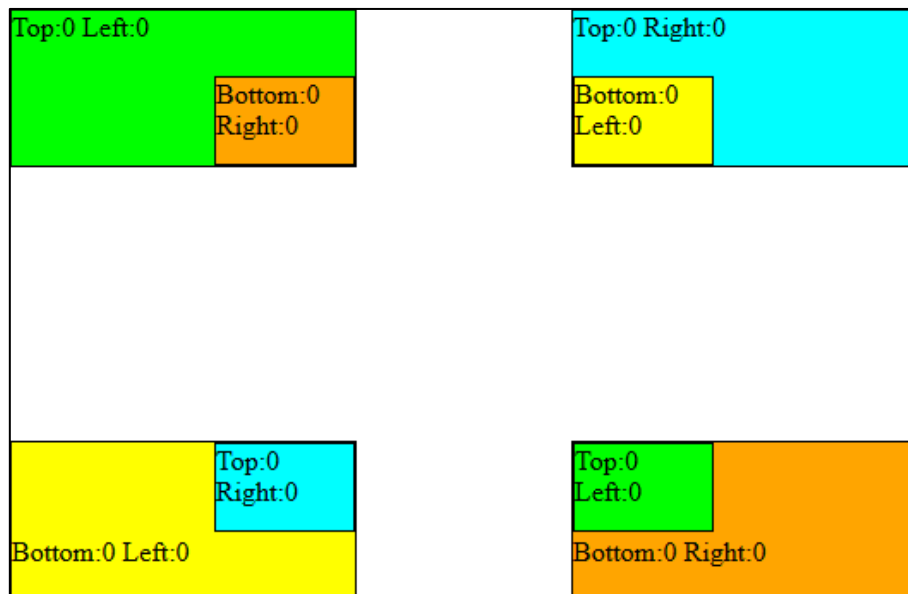 Top:0 Left:0
Bottom:0
Right:0
Top:0 Right:0
Bottom:0
Left:0
Top:0
Right:0
Bottom:0 Left:0
Top:0
Left:0
Bottom:0 Right:0